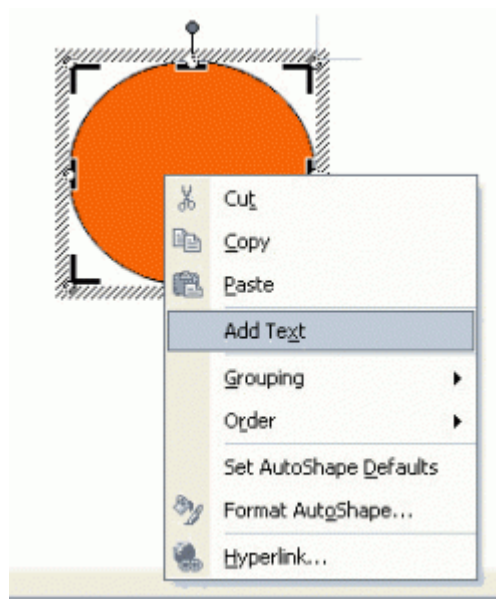 Cut
Copy
Paste
Add Text
Grouping
Order
Set AutoShape Defaults
Format AutoShape...
Hyperlink...